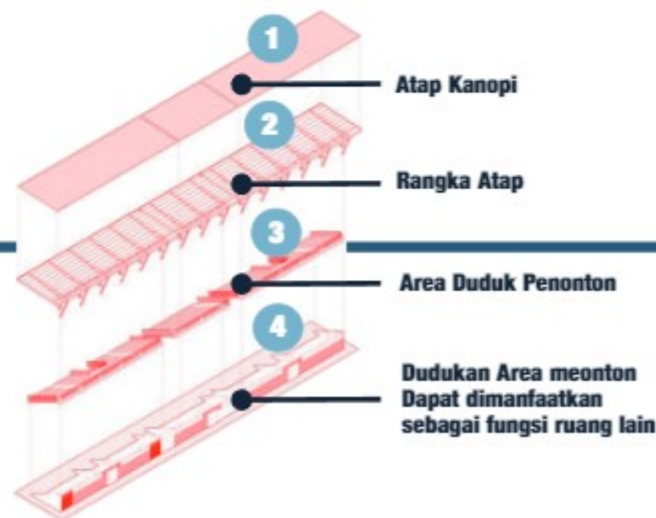 1
Atap Kanopi
2
Rangka Atap
3
Area Duduk Penonton
4
Dudukan Area meonton
Dapat dimanfaatkan
sebagai fungsi ruang lain